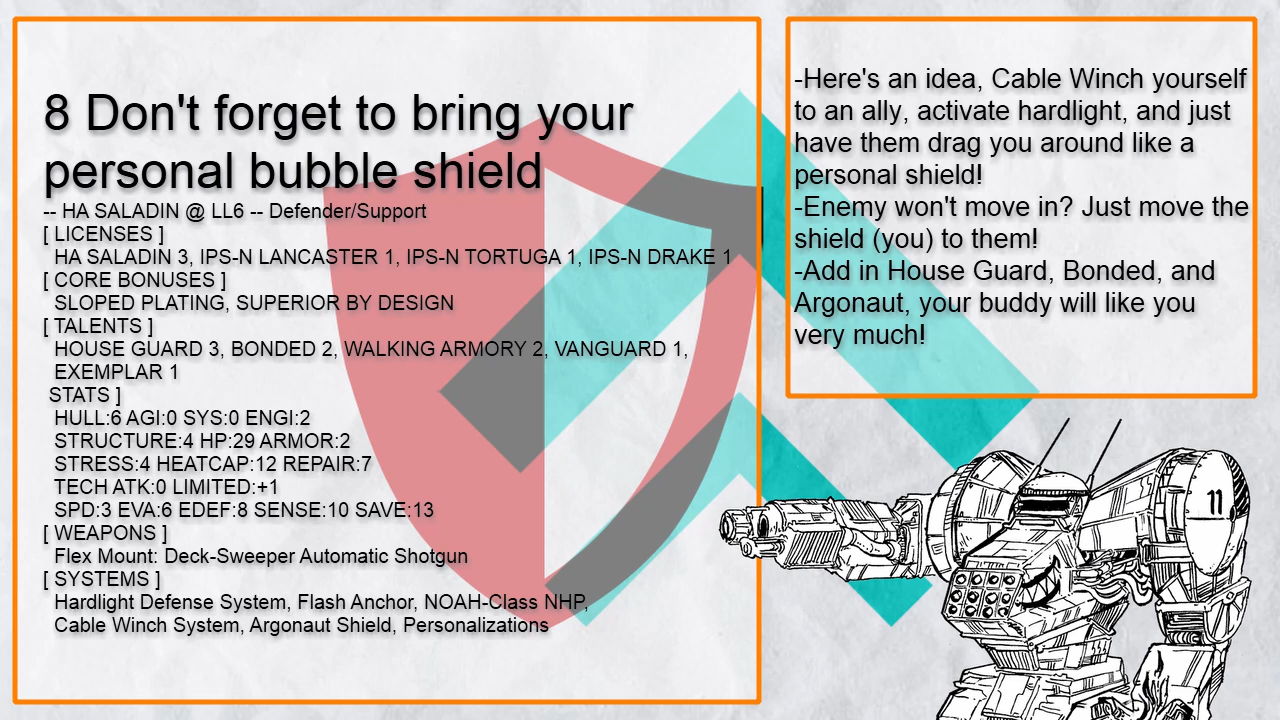 8 Don't forget to bring your
personal bubble shield
-- HA SALADIN @ LL6 -- Defender/Support
[ LICENSES ]
HA SALADIN 3, IPS-N LANCASTER 1, IPS-N TORTUGA 1, IPS-N DRAKE 1
[ CORE BONUSES ]
SLOPED PLATING, SUPERIOR BY DESIGN
[ TALENTS ]
HOUSE GUARD 3, BONDED 2, WALKING ARMORY 2, VANGUARD 1,
EXEMPLAR 1
STATS ]
HULL:6 AGI:0 SYS:0 ENGI:2
STRUCTURE:4 HP:29 ARMOR:2
STRESS:4 HEATCAP:12 REPAIR:7
TECH ATK:0 LIMITED:+1
SPD:3 EVA:6 EDEF:8 SENSE:10 SAVE:13
[ WEAPONS ]
Flex Mount: Deck-Sweeper Automatic Shotgun
[ SYSTEMS ]
Hardlight Defense System, Flash Anchor, NOAH-Class NHP,
Cable Winch System, Argonaut Shield, Personalizations
-Here's an idea, Cable Winch yourself
to an ally, activate hardlight, and just
have them drag you around like a
personal shield!
-Enemy won't move in? Just move the
shield (you) to them!
-Add in House Guard, Bonded, and
Argonaut, your buddy will like you
very much!
11